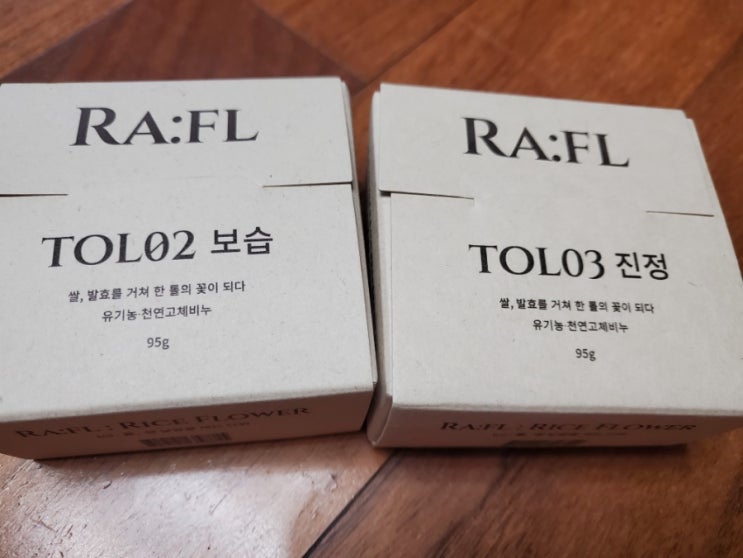 RA:FL
TOL02 보습
쌀, 발효를 거쳐 한 톨의 꽃이 되다
유기농·천연고체비누
95g
RA:FL : RICE FLOWER
RA:FL
TOL03 진정
쌀, 발효를 거쳐 한 톨의 꽃이 되다
유기농·천연고체비누
95g
RA:FL : RICE FLOWER